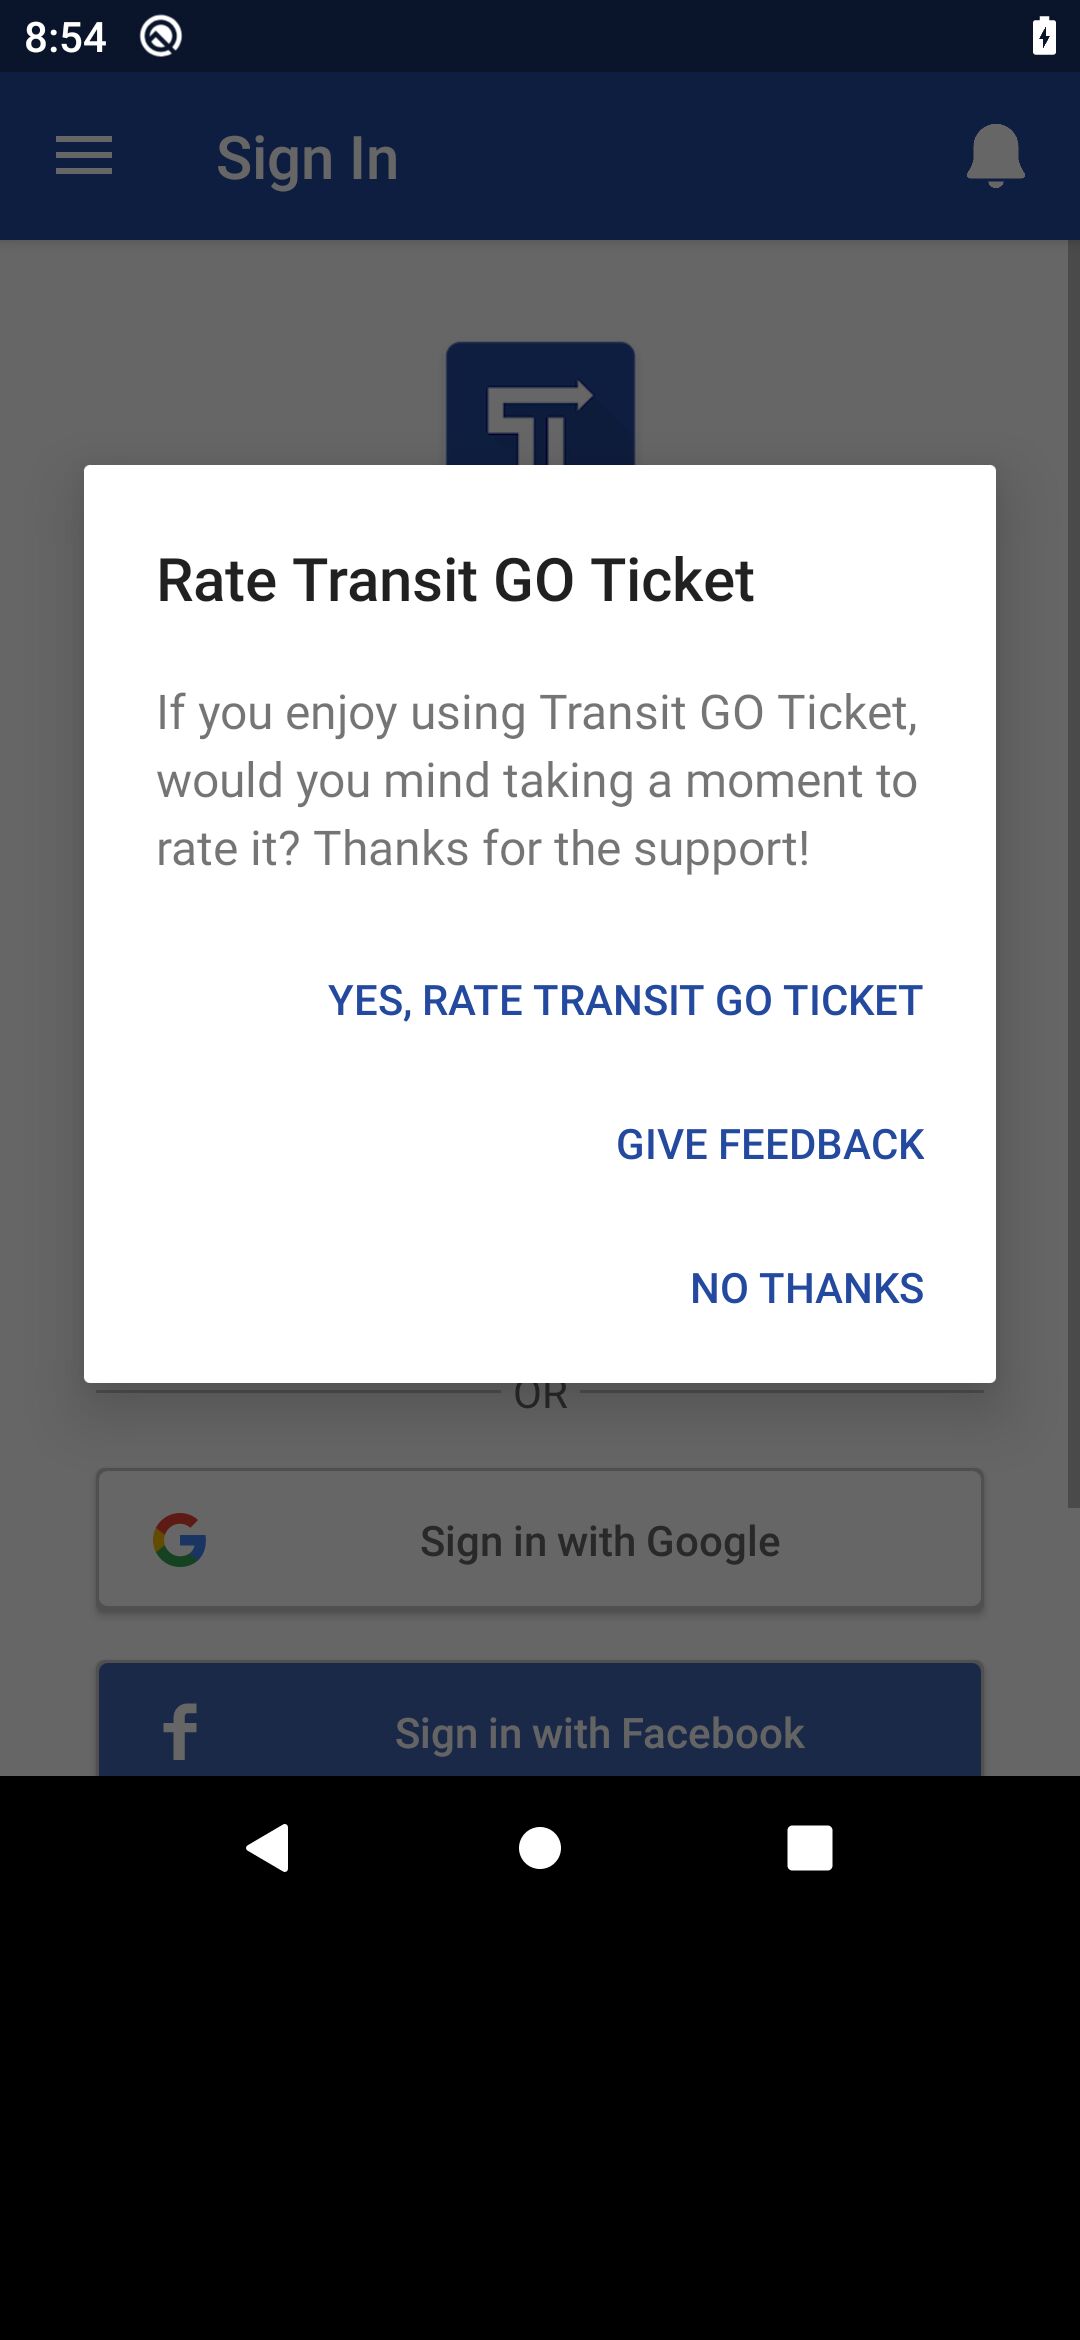 8:54
Sign In
Rate Transit GO Ticket
If you enjoy using Transit GO Ticket,
would you mind taking a moment to
rate it? Thanks for the support!
YES, RATE TRANSIT GO TICKET
GIVE FEEDBACK
NO THANKS
OR
Sign in with Google
Sign in with Facebook